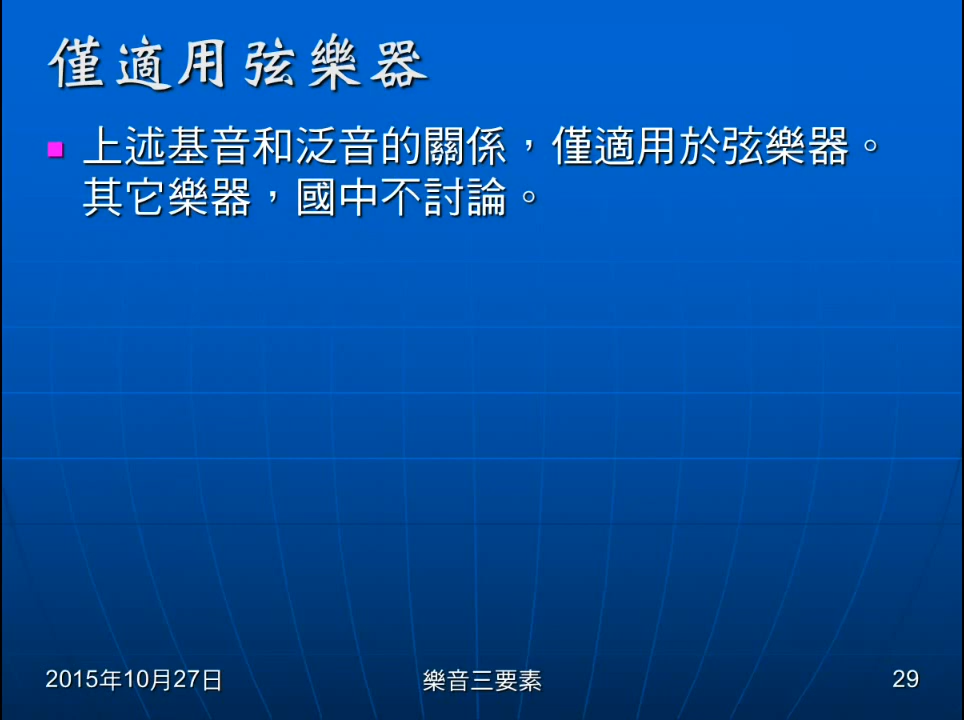 僅適用弦樂器
上述基音和泛音的關係，僅適用於弦樂器。
其它樂器，國中不討論。
2015年10月27日
樂音三要素
29